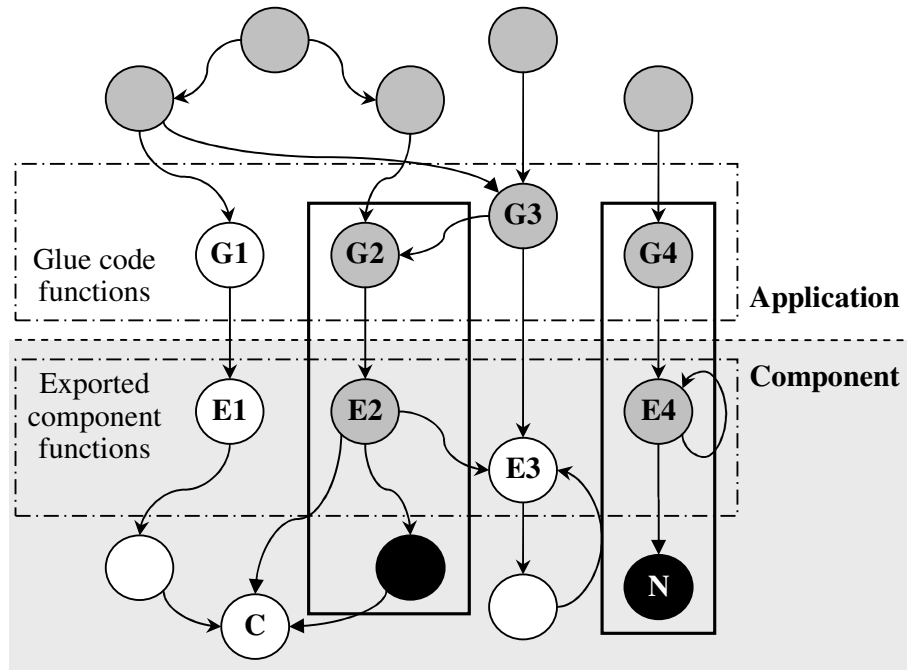 G3
G1
G2
G4
Glue code
functions
Application
Exported
component
functions
Component
E1
E2
E4
E3
N
C